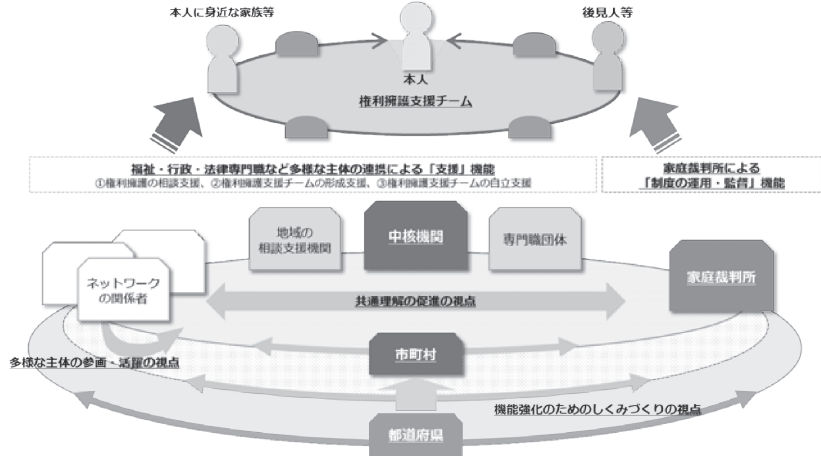 本人に身近な家族等
後見人等
本人
権利擁護支援チーム
福祉・行政・法律専門職など多様な主体の連携による「支援」機能
①権利擁護の相談支援、②権利擁護支援チームの形成支援、③権利擁護支援チームの自立支援
家庭裁判所による
「制度の運用・監督」機能
地域の
相談支援機関
中核機関
専門職団体
家庭裁判所
ネットワーク
の関係者
共通理解の促進の視点
市町村
多様な主体の参画・活躍の視点
機能強化のためのしくみづくりの視点
都道府県